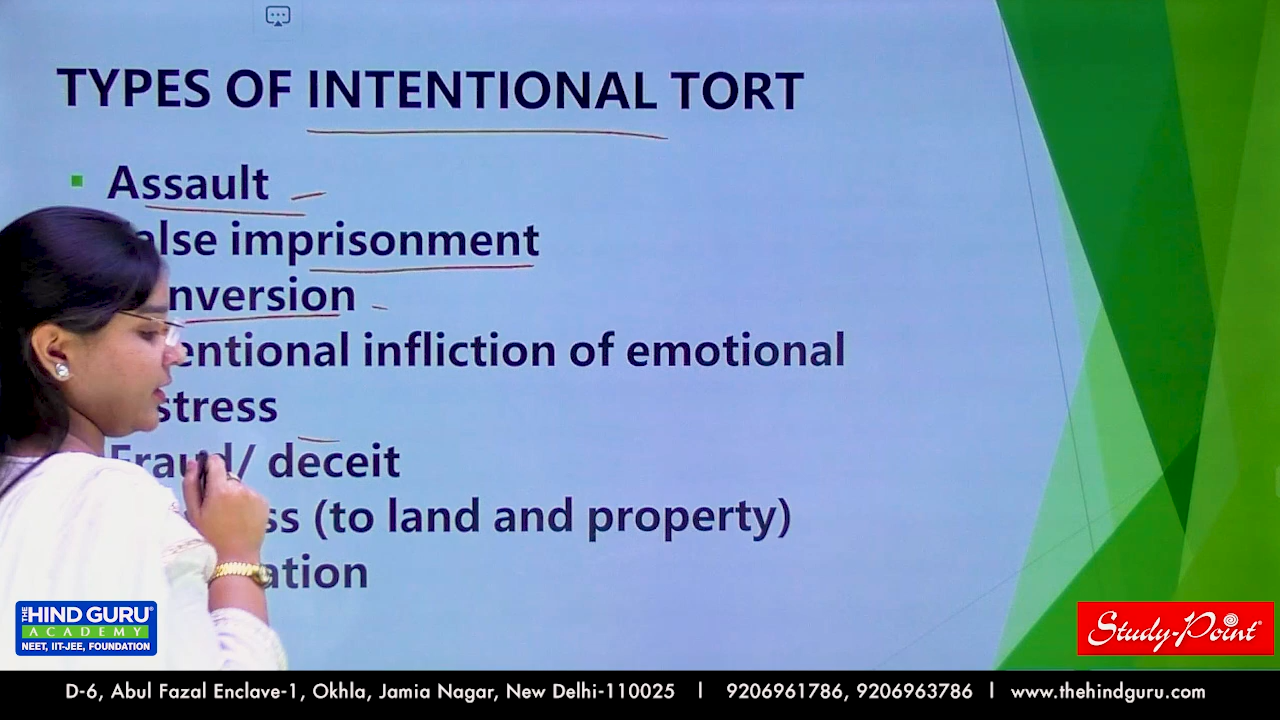 TYPES OF INTENTIONAL TORT
Assault
alse imprisonment
nversion
entional infliction of emotional
stress
Fraud/ deceit
ss (to land and property)
ation
THE HIND GURU
ACADEMY
NEET, IIT-JEE, FOUNDATION
Study-Point
D-6, Abul Fazal Enclave-1, Okhla, Jamia Nagar, New Delhi-110025 | 9206961786, 9206963786 | www.thehindguru.com